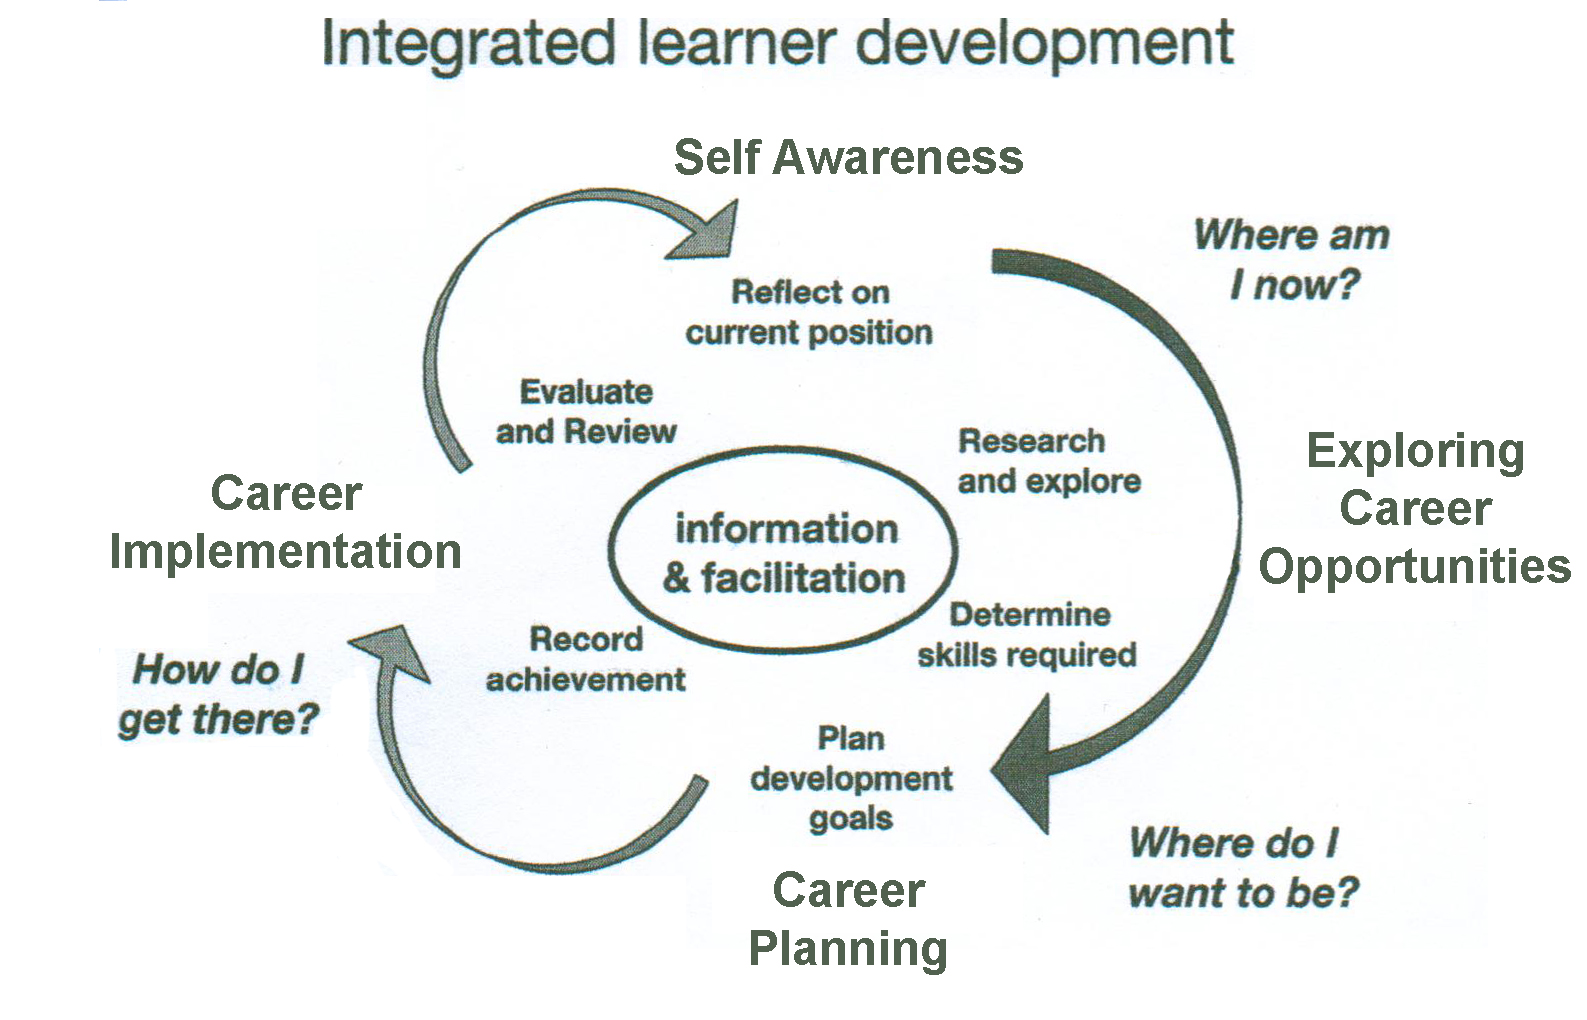 Integrated learner development
Self Awareness
Where am
I now?
Reflect on
current position
Evaluate
and Review
Research
and explore
Exploring
Career
Opportunities
Career
Implementation
information
& facilitation
Determine
skills required
Record
achievement
How do I
get there?
Plan
development
goals
Where do I
want to be?
Career
Planning